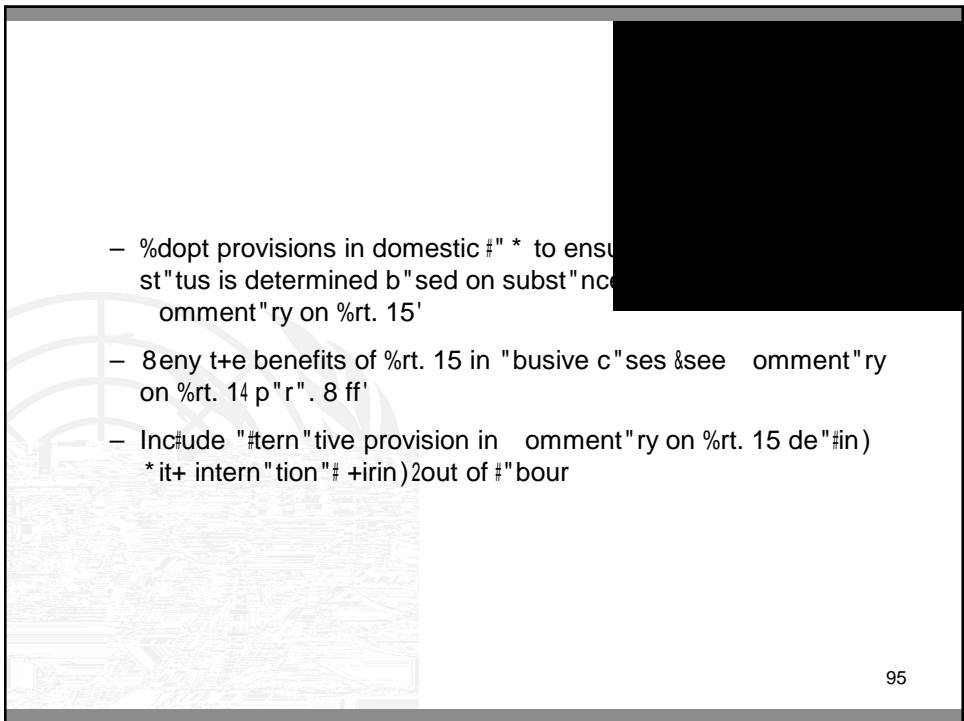 – %dopt provisions in domestic #" * to ensu
st"tus is determined b"sed on subst"nce
omment"ry on %rt. 15'
– 8eny t+e benefits of %rt. 15 in "busive c"ses &see omment"ry
on %rt. 14 p"r". 8 ff'
– Inc#ude "#tern"tive provision in omment"ry on %rt. 15 de"#in)
*it+ intern"tion"# +irin)2out of #"bour
95